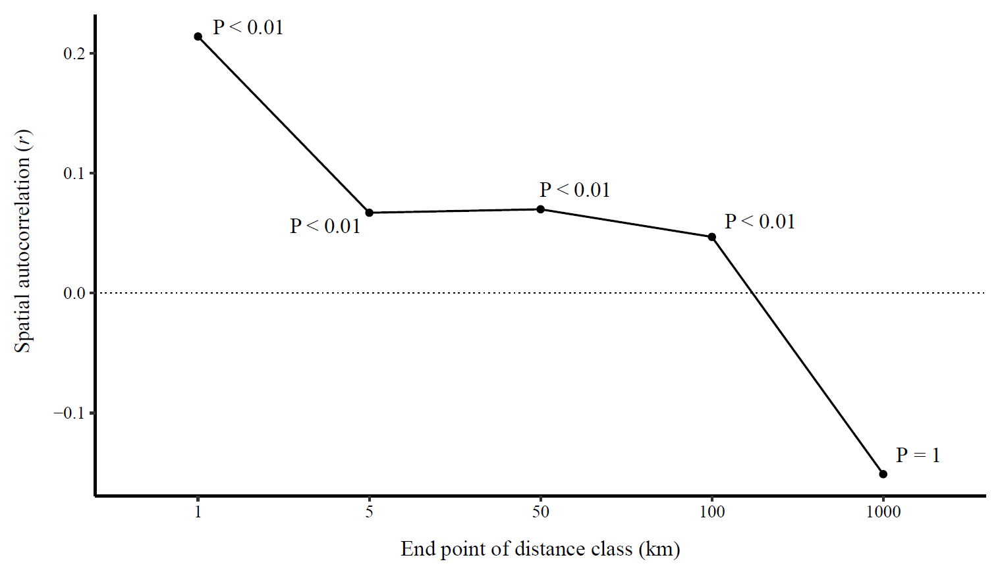 P < 0.01
0.2
0.1
P < 0.01
P < 0.01
P < 0.01
0.0
−0.1
P = 1
Spatial autocorrelation (r)
1 5 50 100 1000
End point of distance class (km)